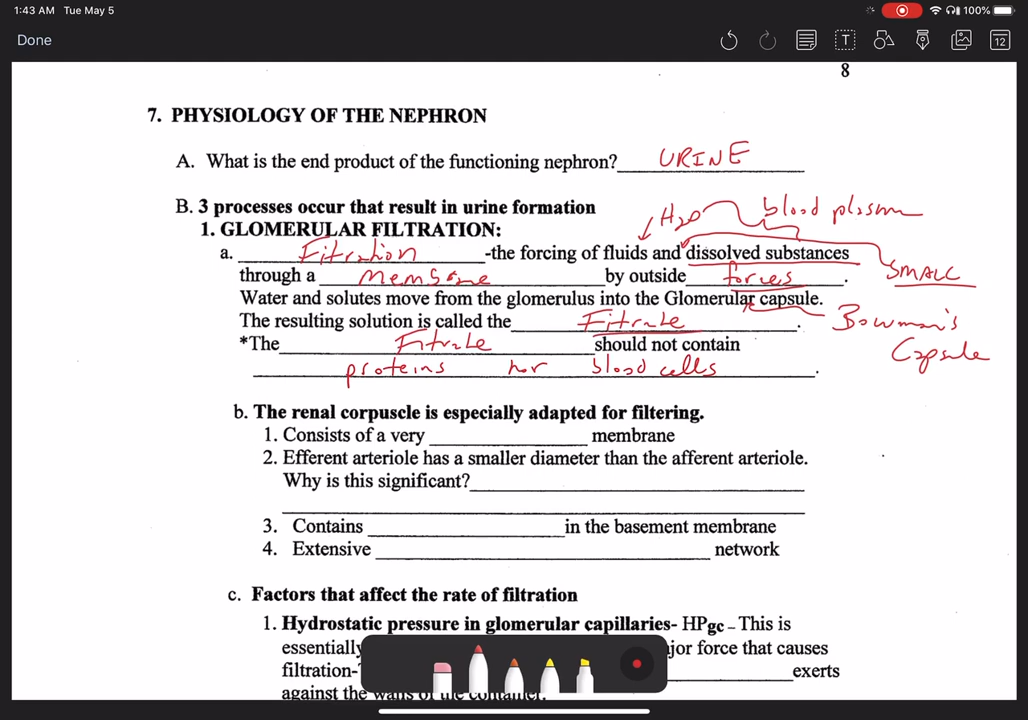 1:43 AM Tue May 5 100%
Done T 12
8
7. PHYSIOLOGY OF THE NEPHRON
A. What is the end product of the functioning nephron? URINE
B. 3 processes occur that result in urine formation
H2O blood plasma
1. GLOMERULAR FILTRATION:
a. Filtration -the forcing of fluids and dissolved substances
SMALL
through a membrane by outside forces.
Water and solutes move from the glomerulus into the Glomerular capsule.
The resulting solution is called the Filtrate. Bowman's
*The Filtrate should not contain
Capsule
proteins nor blood cells.
b. The renal corpuscle is especially adapted for filtering.
1. Consists of a very membrane
2. Efferent arteriole has a smaller diameter than the afferent arteriole.
Why is this significant?
3. Contains in the basement membrane
4. Extensive network
c. Factors that affect the rate of filtration
1. Hydrostatic pressure in glomerular capillaries- HPgc – This is
essentially jor force that causes
filtration- exerts
against the walls of the container.